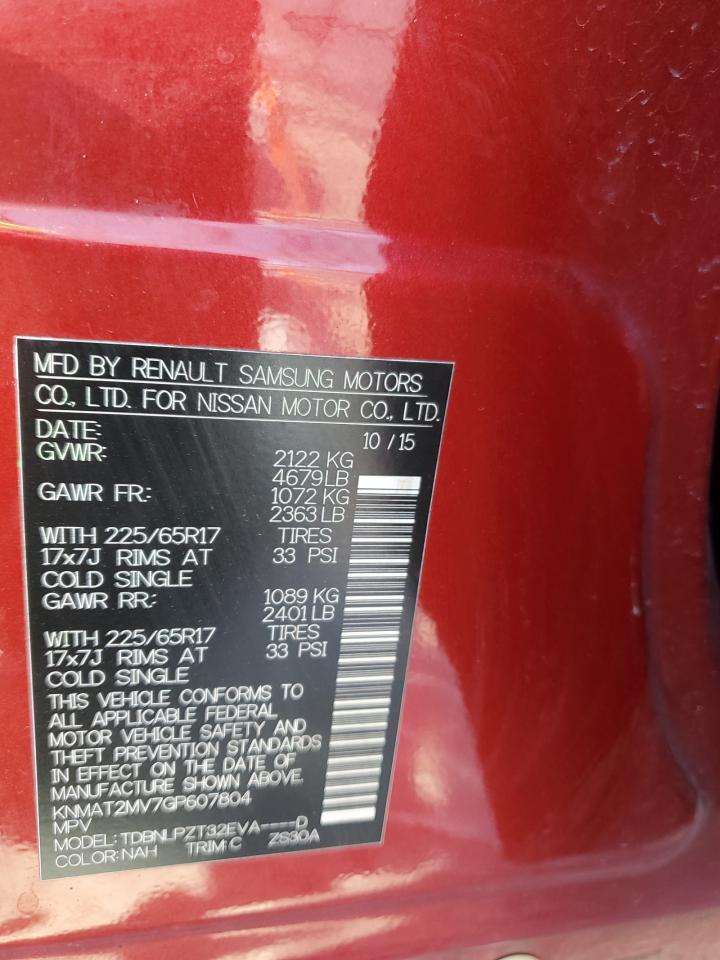 MFD BY RENAULT SAMSUNG MOTORS
CO., LTD. FOR NISSAN MOTOR CO., LTD.
DATE: 10 / 15
GVWR: 2122 KG
4679 LB
GAWR FR: 1072 KG
2363 LB
WITH 225/65R17 TIRES
17x7J RIMS AT 33 PSI
COLD SINGLE
GAWR RR: 1089 KG
2401 LB
WITH 225/65R17 TIRES
17x7J RIMS AT 33 PSI
COLD SINGLE
THIS VEHICLE CONFORMS TO
ALL APPLICABLE FEDERAL
MOTOR VEHICLE SAFETY AND
THEFT PREVENTION STANDARDS
IN EFFECT ON THE DATE OF
MANUFACTURE SHOWN ABOVE.
KNMAT2MV7GP607804
MPV
MODEL: TDBNLPZT32EVA----D
COLOR: NAH TRIM: C ZS30A